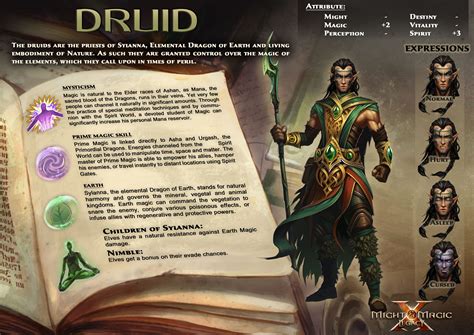 DRUID
THE DRUIDS ARE THE PRIESTS OF SYLANNA, ELEMENTAL DRAGON OF EARTH AND LIVING
EMBODIMENT OF NATURE. AS SUCH THEY ARE GRANTED CONTROL OVER THE MAGIC OF
THE ELEMENTS, WHICH THEY CALL UPON IN TIMES OF PERIL.
ATTRIBUTE:
MIGHT - DESTINY -
MAGIC +2 VITALITY -
PERCEPTION - SPIRIT +3
EXPRESSIONS
NORMAL
HURT
ASLEEP
CURSED
MYSTICISM
Magic is natural to the Elder races of Ashan, as Mana, the
sacred blood of the Dragons, runs in their veins. Yet very few
people can channel it naturally in significant amounts. Through
the practice of special meditation techniques and by communion
with the Spirit World, a devoted student of Magic can
significantly increase his personal Mana reserve.
PRIME MAGIC SKILL
Prime Magic is linked directly to Asha and Urgash, the
Primordial Dragons. Energies channeled from the Spirit
World can be used to manipulate time, space and matter. The
master of Prime Magic is able to empower his allies, hamper
his enemies, or travel instantly to distant locations using Spirit
Gates.
EARTH
Sylanna, the elemental Dragon of Earth, stands for natural
harmony and governs the mineral, vegetal and animal
kingdoms. Earth magic can command the vegetation to
snare the enemy, conjure various poisonous effects, or
infuse allies with regenerative and protective powers.
Children of Sylanna:
Elves have a natural resistance against Earth Magic
damage.
Nimble:
Elves get a bonus on their evade chances.
MIGHT & MAGIC
X
LEGACY